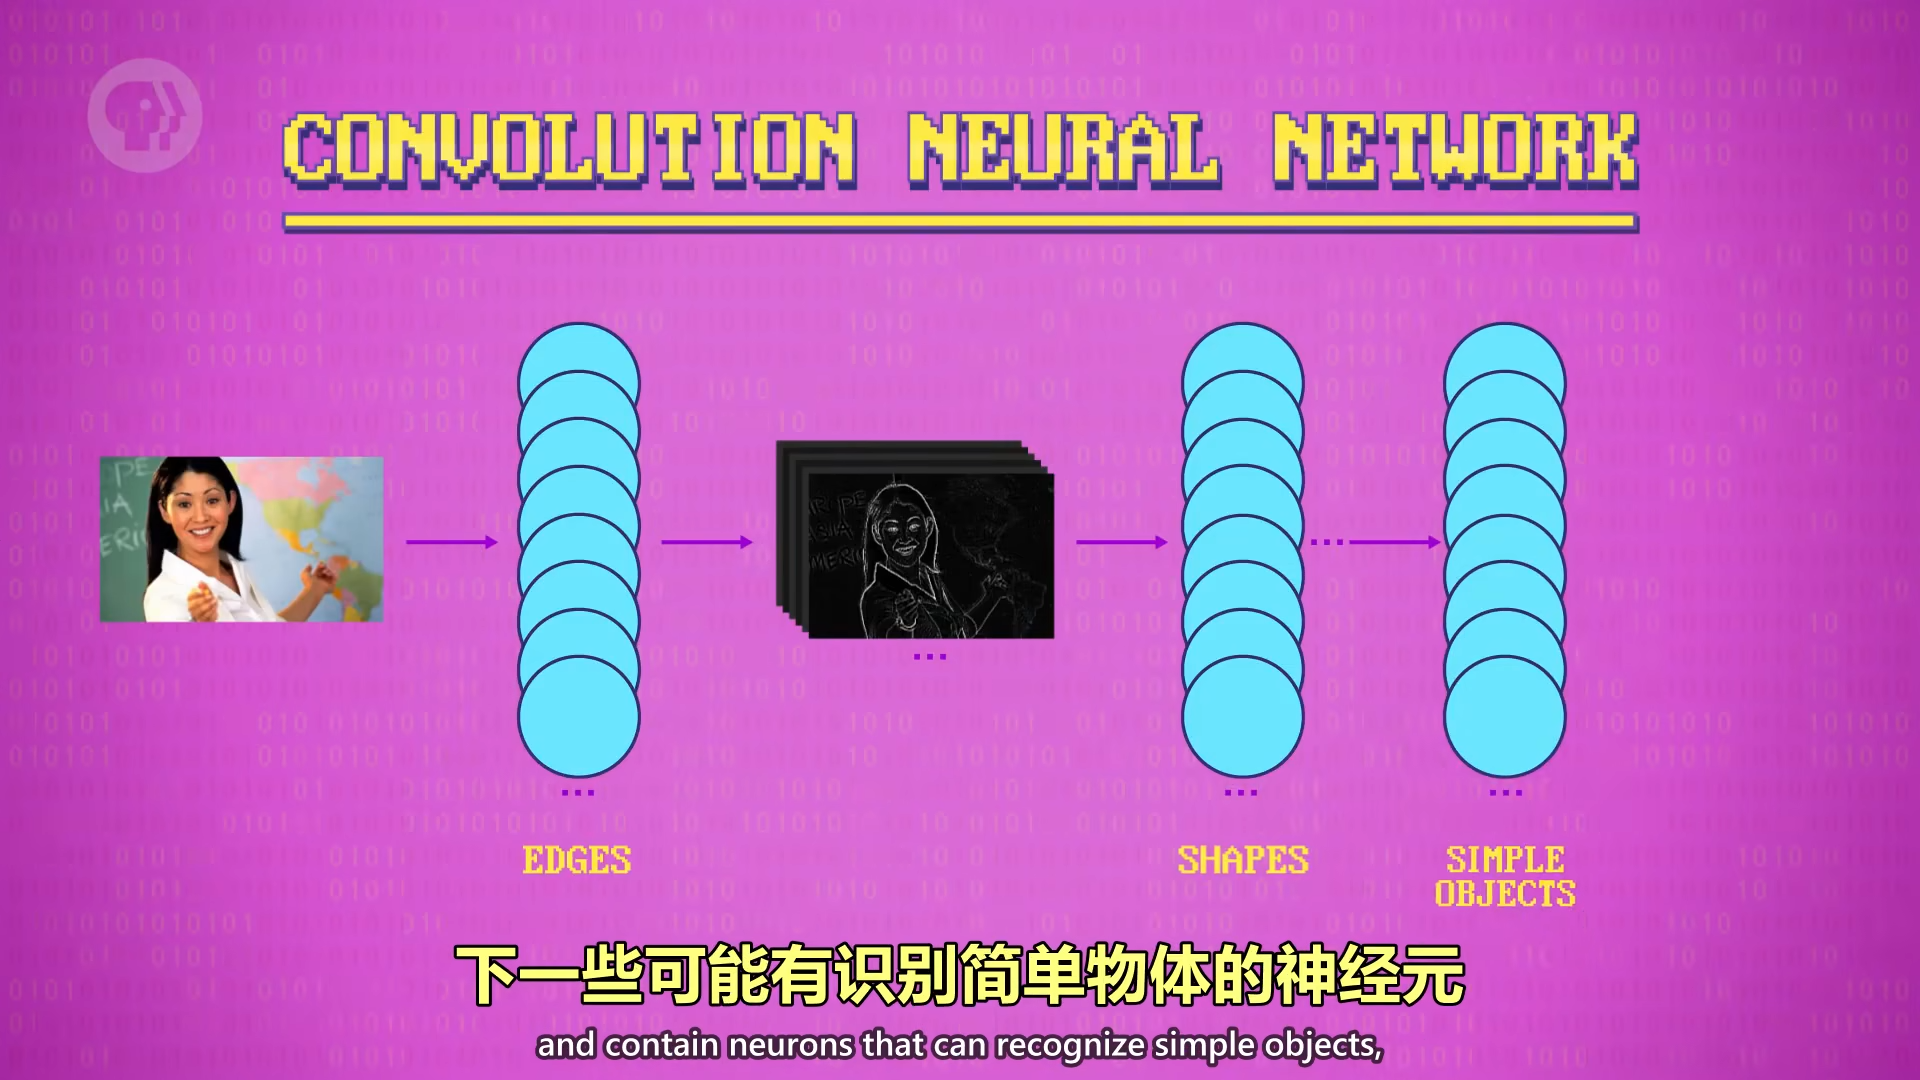 CONVOLUTION NEURAL NETWORK
EDGES
SHAPES
SIMPLE
OBJECTS
下一些可能有识别简单物体的神经元
and contain neurons that can recognize simple objects,